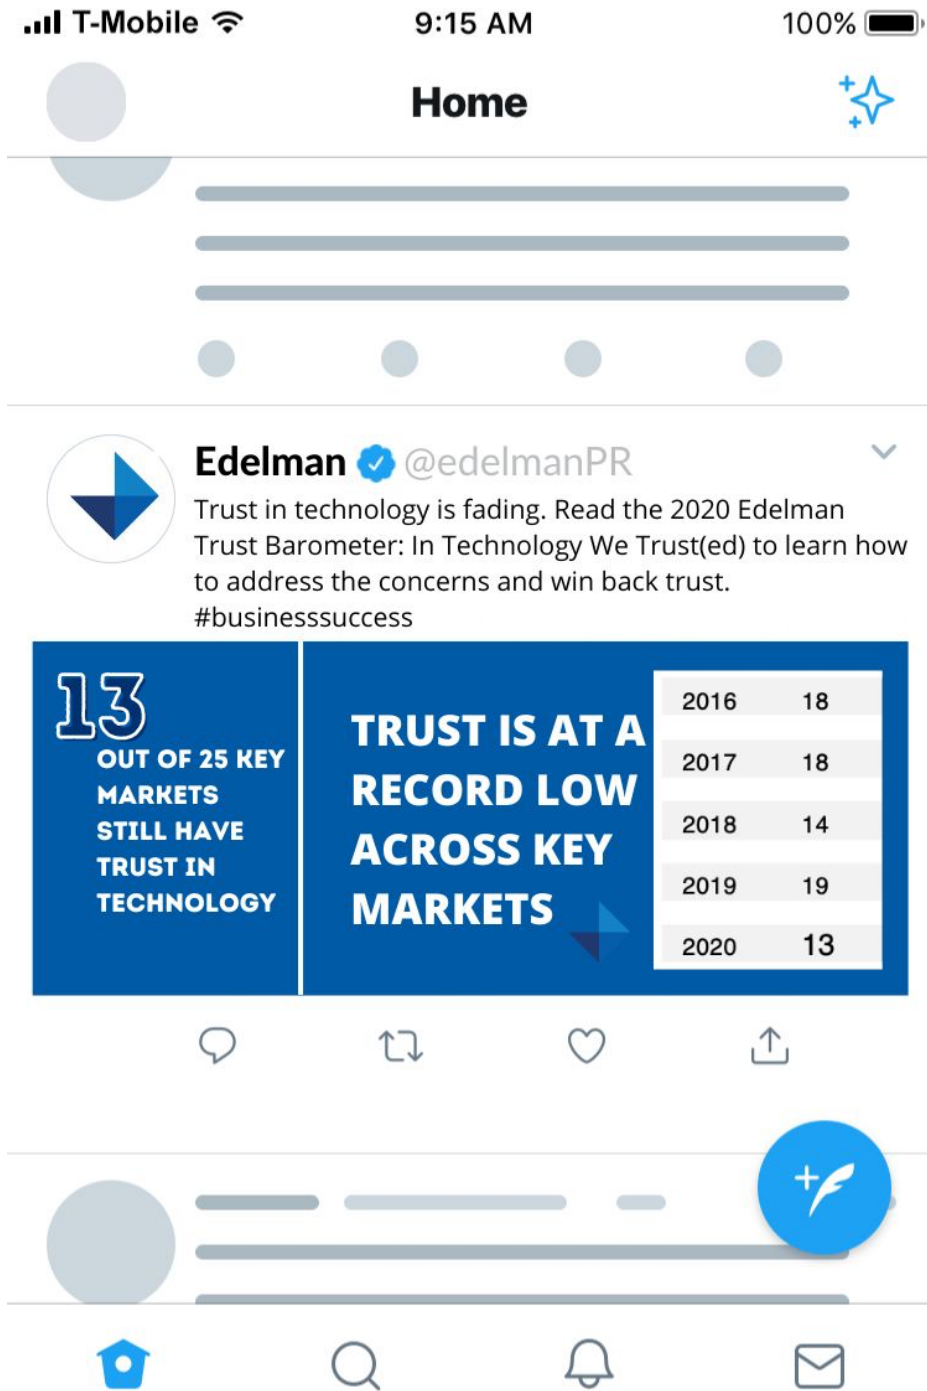 T-Mobile 9:15 AM 100%
Home
Edelman @edelmanPR
Trust in technology is fading. Read the 2020 Edelman
Trust Barometer: In Technology We Trust(ed) to learn how
to address the concerns and win back trust.
#businesssuccess
13
OUT OF 25 KEY
MARKETS
STILL HAVE
TRUST IN
TECHNOLOGY
TRUST IS AT A
RECORD LOW
ACROSS KEY
MARKETS
2016 18
2017 18
2018 14
2019 19
2020 13